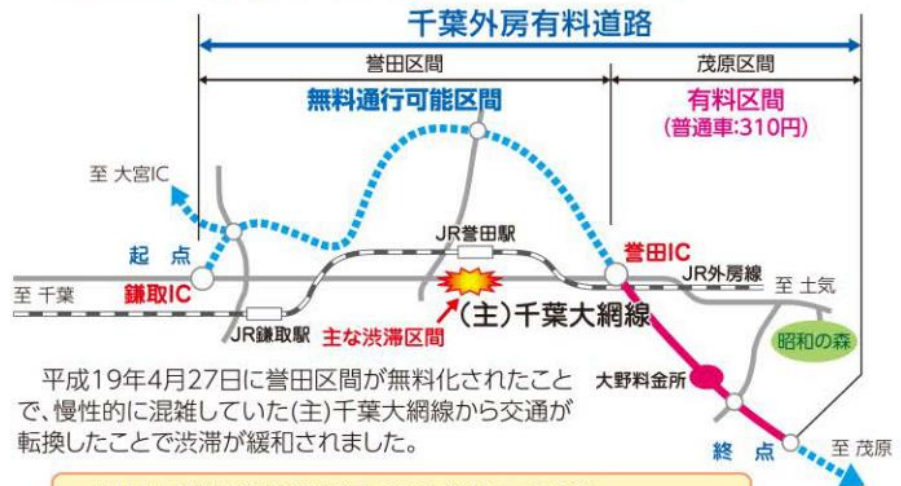 千葉外房有料道路
誉田区間
茂原区間
無料通行可能区間
有料区間
(普通車:310円)
至 大宮IC
JR誉田駅
起 点
誉田IC
JR外房線
至 千葉
鎌取IC
至 土気
(主)千葉大網線
JR鎌取駅
主な渋滞区間
昭和の森
平成19年4月27日に誉田区間が無料化されたこと
で、慢性的に混雑していた(主)千葉大網線から交通が
転換したことで渋滞が緩和されました。
大野料金所
終 点
至 茂原